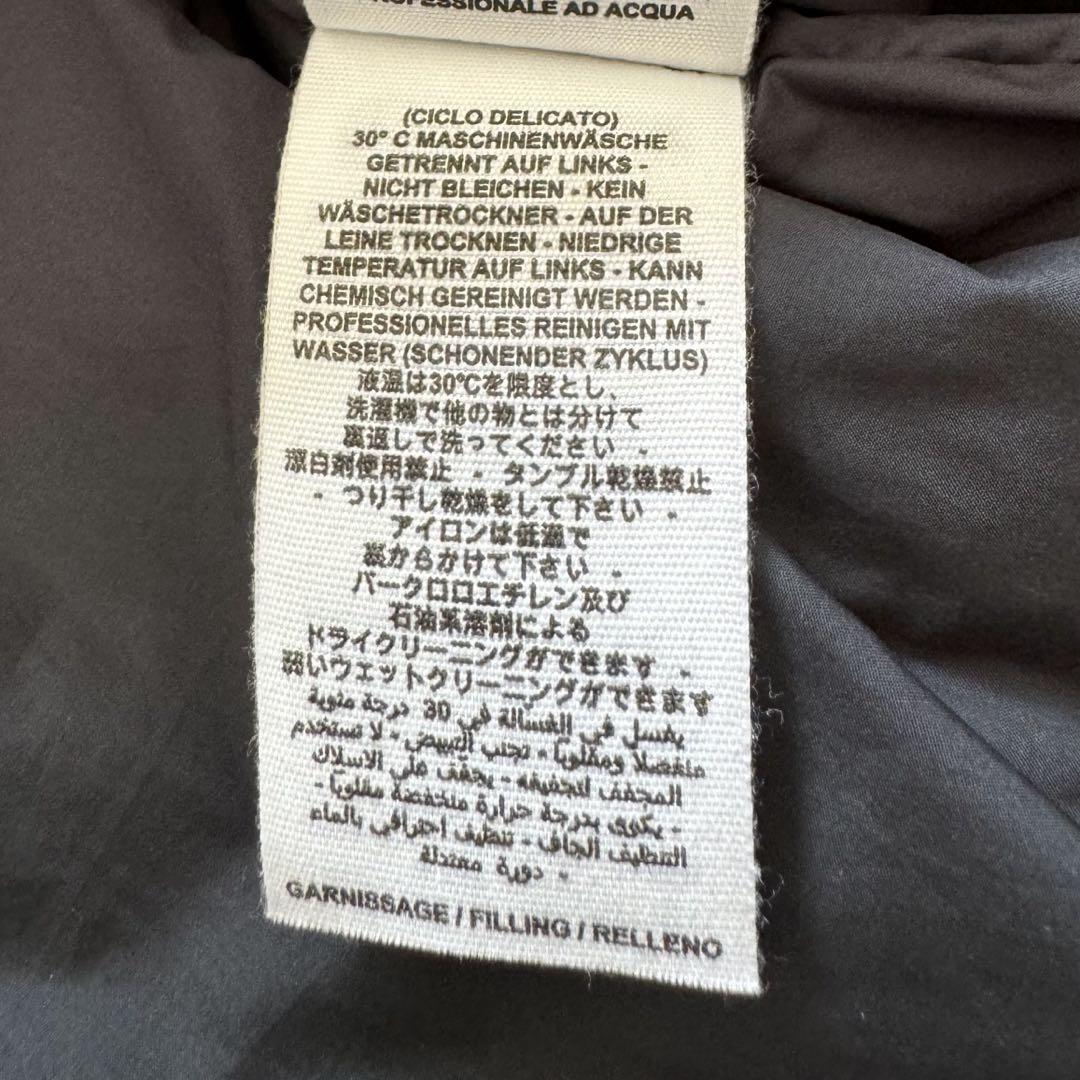 PROFESSIONALE AD ACQUA
(CICLO DELICATO)
30° C MASCHINENWÄSCHE
GETRENNT AUF LINKS -
NICHT BLEICHEN - KEIN
WÄSCHETROCKNER - AUF DER
LEINE TROCKNEN - NIEDRIGE
TEMPERATUR AUF LINKS - KANN
CHEMISCH GEREINIGT WERDEN -
PROFESSIONELLES REINIGEN MIT
WASSER (SCHONENDER ZYKLUS)
液温は30℃を限度とし、
洗濯機で他の物とは分けて
裏返しで洗ってください -
漂白剤使用禁止 - タンブル乾燥禁止
- つり干し乾燥をして下さい -
アイロンは低温で
裏からかけて下さい -
パークロロエチレン及び
石油系溶剤による
ドライクリーニングができます -
弱いウエットクリーニングができます
يغسل في الغسالة في 30 درجة مئوية
منفصلا ومقلوبًا - تجنب التبييض - لا تستخدم
المجفف لتجفيفه - يجفف على الاسلاك
- يكوى بدرجة حرارة منخفضة مقلوبًا -
التنظيف الجاف - تنظيف احترافي بالماء
- دورة معتدلة
GARNISSAGE / FILLING / RELLENO